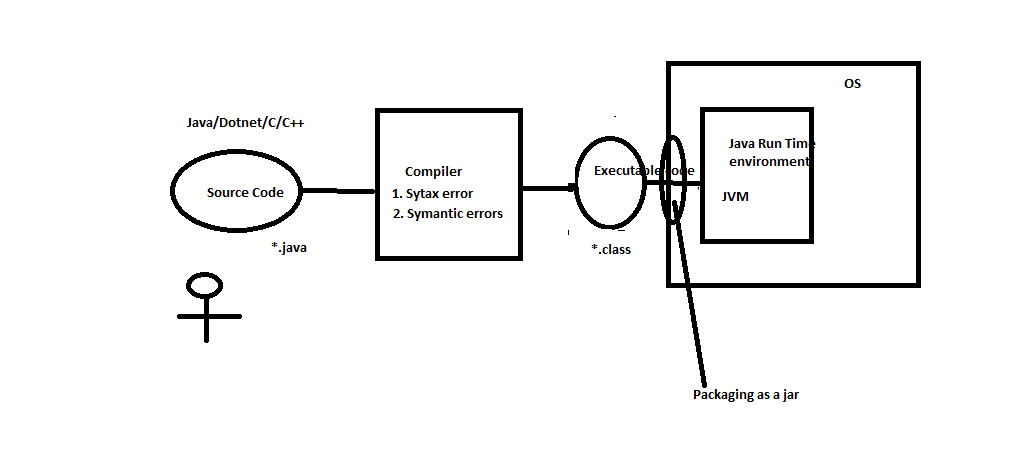 OS
Java/Dotnet/C/C++
Java Run Time
environment
Compiler
Executable code
Source Code
1. Sytax error
JVM
2. Symantic errors
*.java
*.class
Packaging as a jar